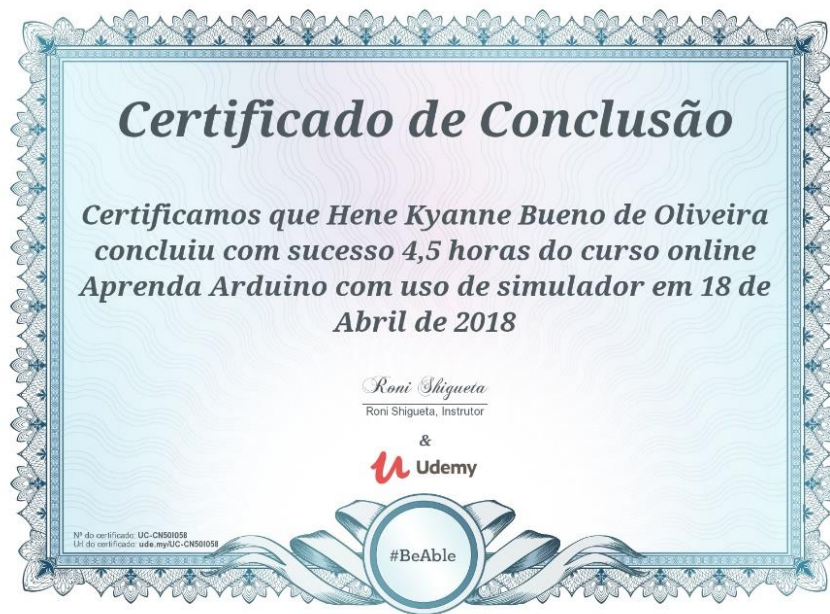 Certificado de Conclusão
Certificamos que Hene Kyanne Bueno de Oliveira
concluiu com sucesso 4,5 horas do curso online
Aprenda Arduino com uso de simulador em 18 de
Abril de 2018
Roni Shigueta
Roni Shigueta, Instrutor
&
Udemy
Nº do certificado: UC-CN50I058
Url do certificado: ude.my/UC-CN50I058
#BeAble